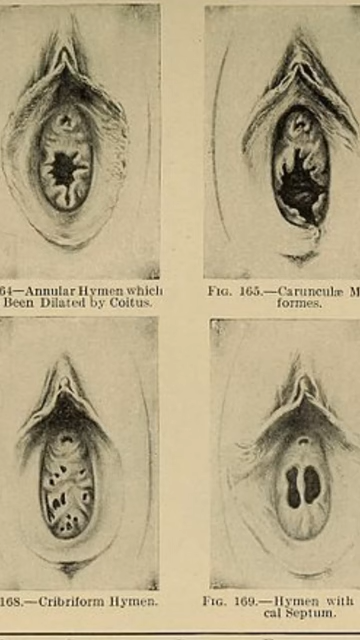 64—Annular Hymen which
Been Dilated by Coitus.
FIG. 165.—Carunculæ M
formes.
168.—Cribriform Hymen.
FIG. 169.—Hymen with
cal Septum.